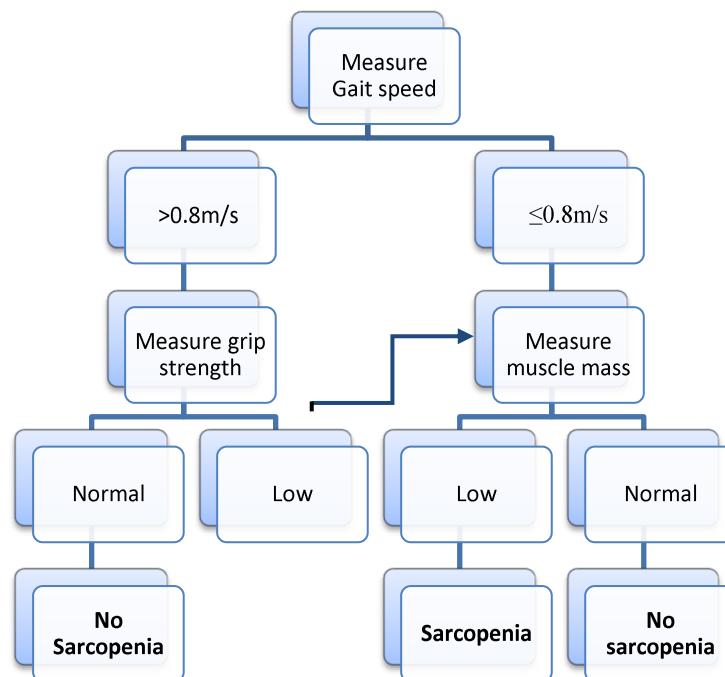 Measure
Gait speed
>0.8m/s
≤0.8m/s
Measure grip
strength
Measure
muscle mass
Normal
Low
Low
Normal
No
Sarcopenia
Sarcopenia
No
sarcopenia